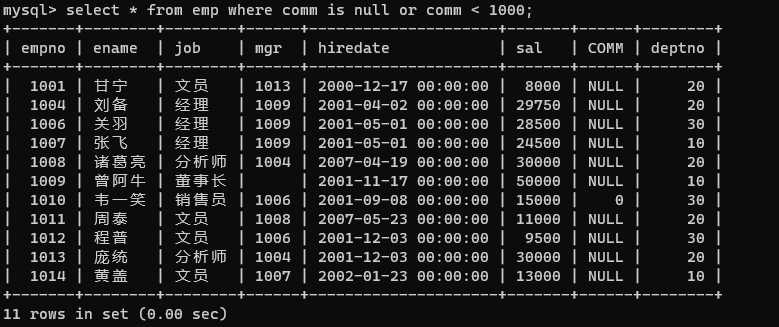 mysql> select * from emp where comm is null or comm < 1000;
+-------+--------+--------+------+---------------------+-------+------+--------+
| empno | ename  | job    | mgr  | hiredate            | sal   | COMM | deptno |
+-------+--------+--------+------+---------------------+-------+------+--------+
|  1001 | 甘宁   | 文员   | 1013 | 2000-12-17 00:00:00 |  8000 | NULL |     20 |
|  1004 | 刘备   | 经理   | 1009 | 2001-04-02 00:00:00 | 29750 | NULL |     20 |
|  1006 | 关羽   | 经理   | 1009 | 2001-05-01 00:00:00 | 28500 | NULL |     30 |
|  1007 | 张飞   | 经理   | 1009 | 2001-05-01 00:00:00 | 24500 | NULL |     10 |
|  1008 | 诸葛亮 | 分析师 | 1004 | 2007-04-19 00:00:00 | 30000 | NULL |     20 |
|  1009 | 曾阿牛 | 董事长 |      | 2001-11-17 00:00:00 | 50000 | NULL |     10 |
|  1010 | 韦一笑 | 销售员 | 1006 | 2001-09-08 00:00:00 | 15000 |    0 |     30 |
|  1011 | 周泰   | 文员   | 1008 | 2007-05-23 00:00:00 | 11000 | NULL |     20 |
|  1012 | 程普   | 文员   | 1006 | 2001-12-03 00:00:00 |  9500 | NULL |     30 |
|  1013 | 庞统   | 分析师 | 1004 | 2001-12-03 00:00:00 | 30000 | NULL |     20 |
|  1014 | 黄盖   | 文员   | 1007 | 2002-01-23 00:00:00 | 13000 | NULL |     10 |
+-------+--------+--------+------+---------------------+-------+------+--------+
11 rows in set (0.00 sec)